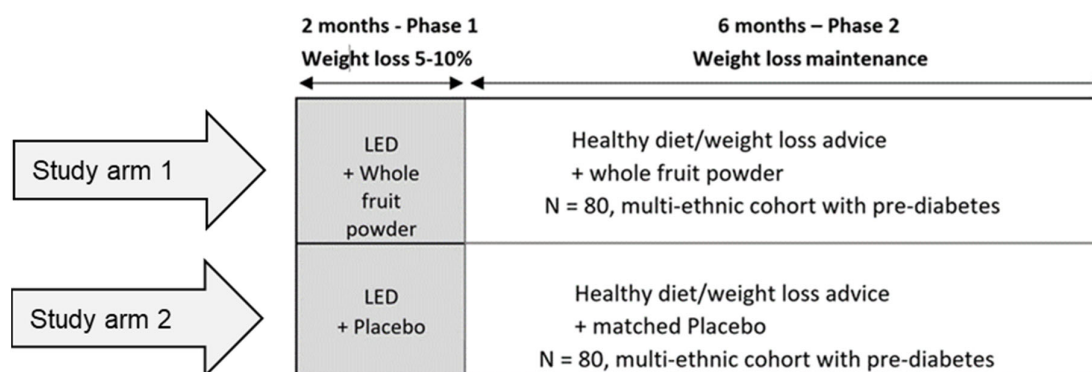 2 months - Phase 1
Weight loss 5-10%
6 months – Phase 2
Weight loss maintenance
Study arm 1
LED
+ Whole
fruit
powder
Healthy diet/weight loss advice
+ whole fruit powder
N = 80, multi-ethnic cohort with pre-diabetes
Study arm 2
LED
+ Placebo
Healthy diet/weight loss advice
+ matched Placebo
N = 80, multi-ethnic cohort with pre-diabetes